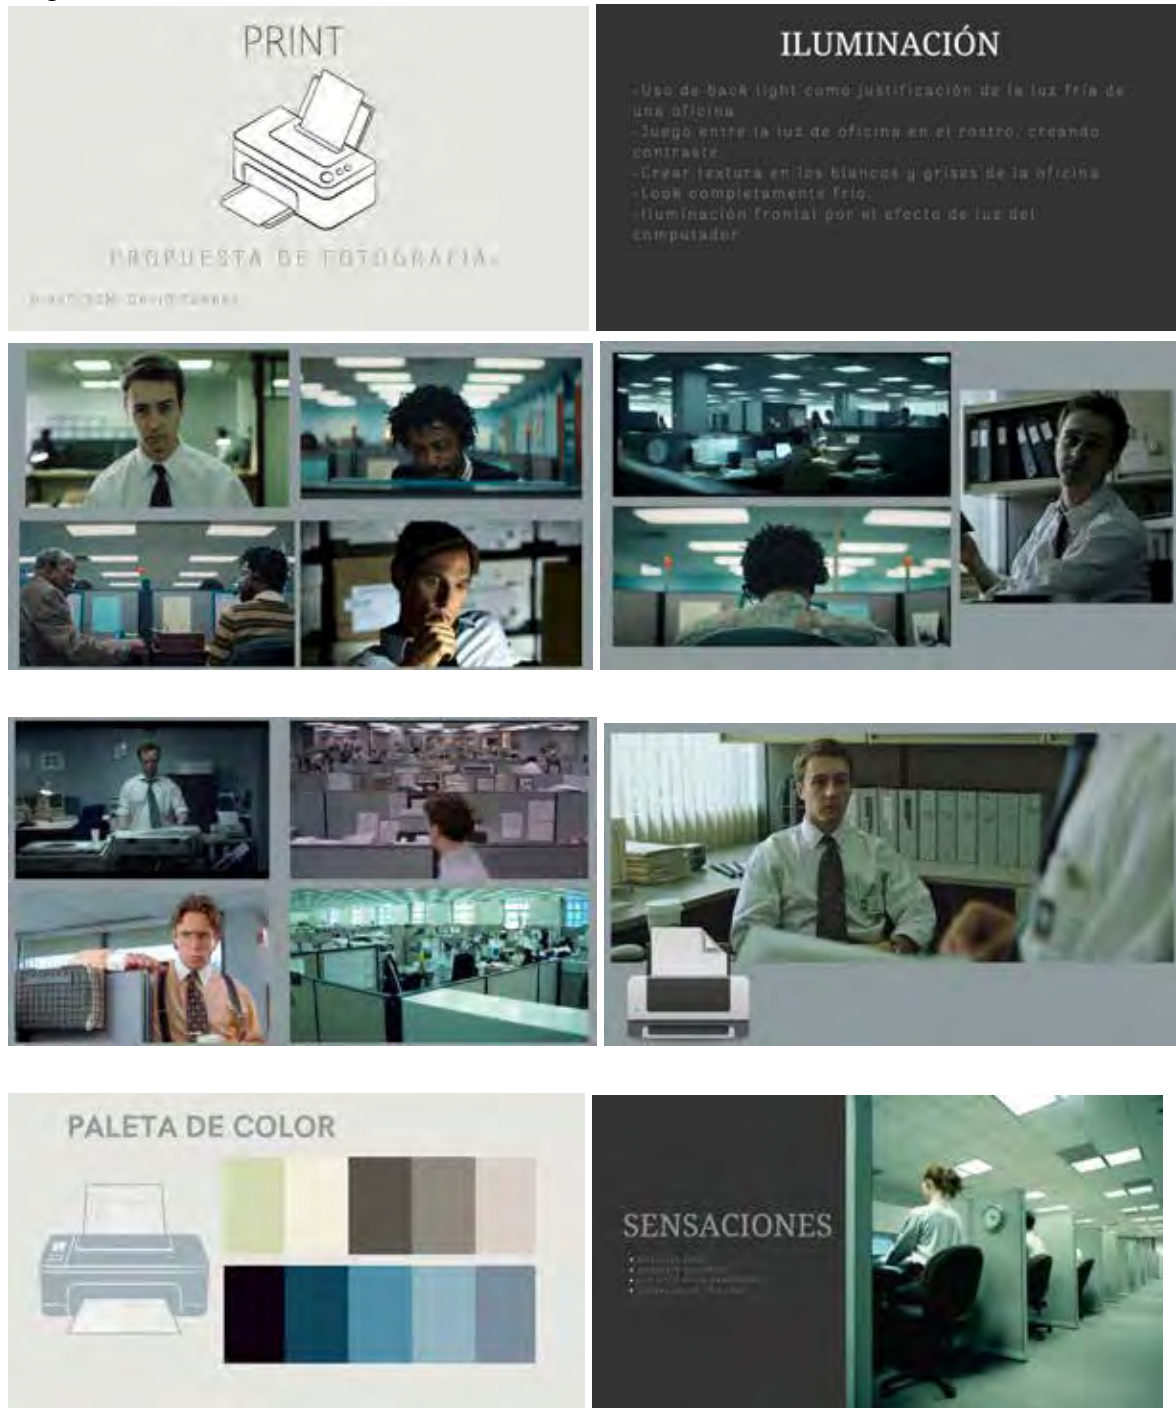 PRINT
PROPUESTA DE FOTOGRAFIA
ILUMINACIÓN
-Uso de back light como justificación de la luz fría de
una oficina
-Juego entre la luz de oficina en el rostro, creando
contraste
-Crear textura en los blancos y grises de la oficina
-Look completamente frío.
-Iluminación frontal por el efecto de luz del
computador
PALETA DE COLOR
SENSACIONES